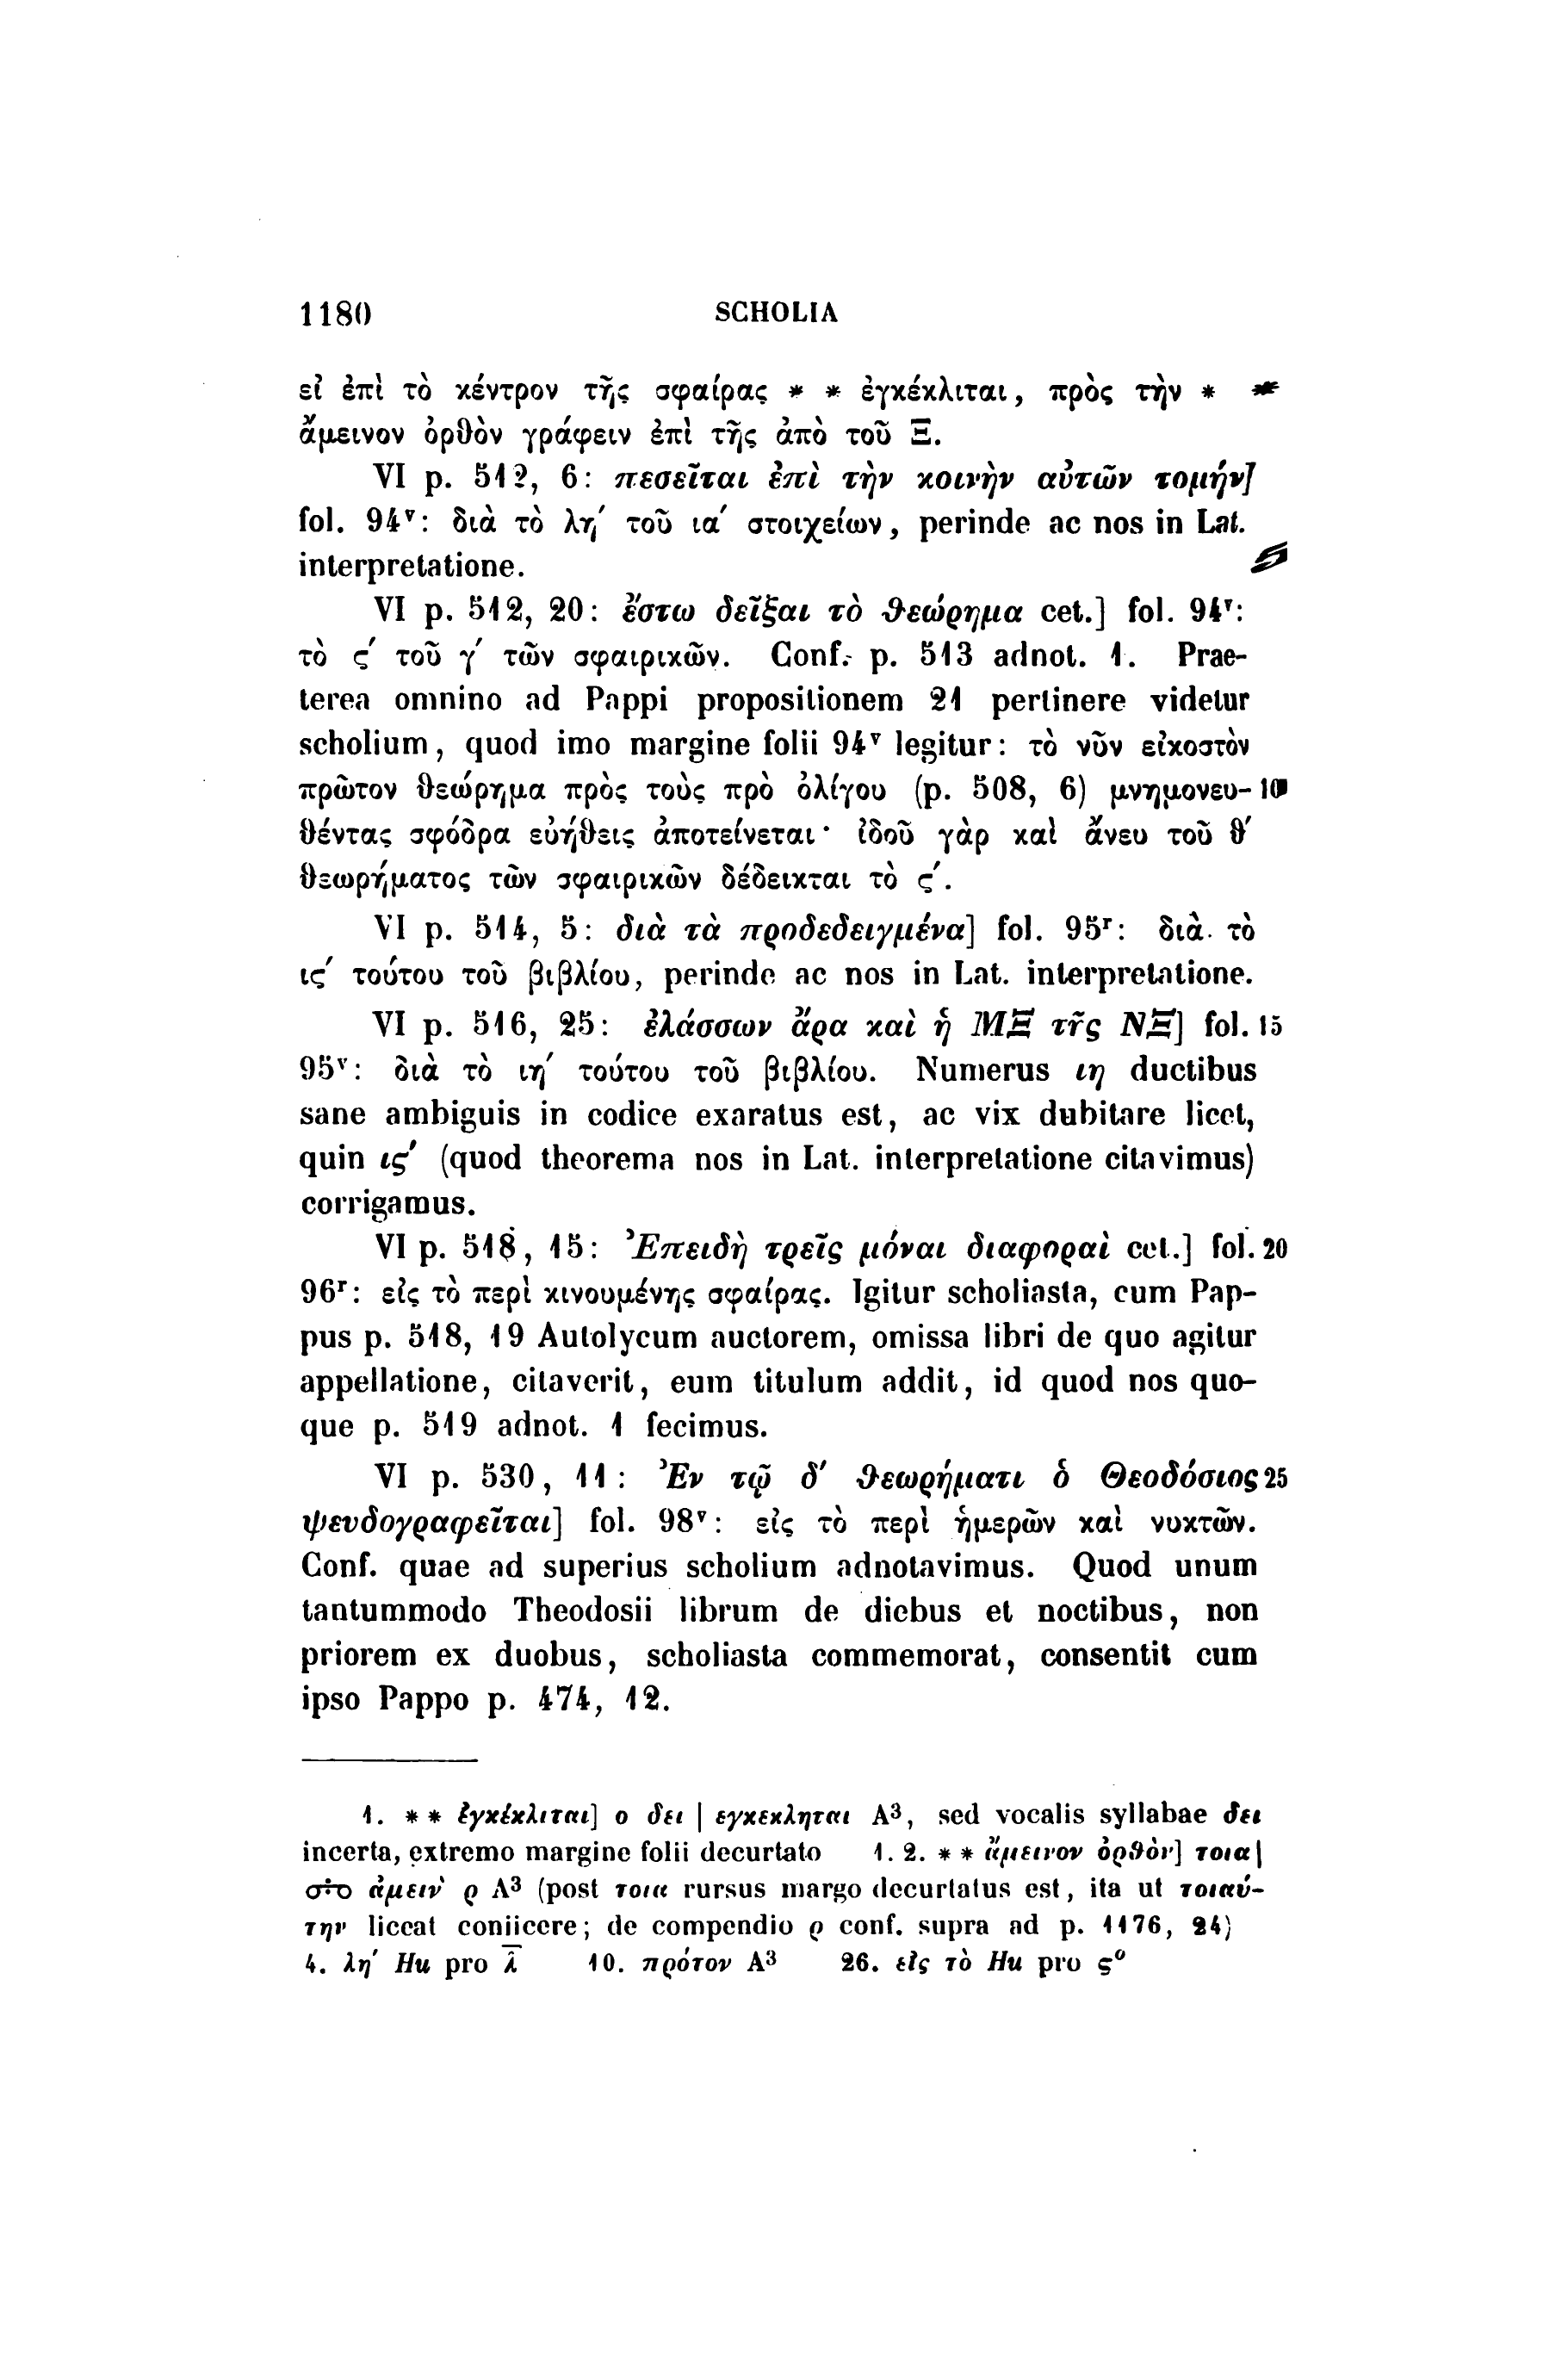 1180 SCHOLIA
εἰ ἐπὶ τὸ κέντρον τῆς σφαίρας * * ἐγκέκλιται, πρὸς τὴν * *
ἄμεινον ὀρθὸν γράφειν ἐπὶ τῆς ἀπὸ τοῦ Ξ.
VI p. 512, 6: πεσεῖται ἐπὶ τὴν κοινὴν αὐτῶν τομήν]
fol. 94ᵛ: διὰ τὸ λη΄ τοῦ ια΄ στοιχείων, perinde ac nos in Lat.
interpretatione. 5
VI p. 512, 20: ἔστω δεῖξαι τὸ θεώρημα cet.] fol. 94ʳ:
τὸ ς΄ τοῦ γ΄ τῶν σφαιρικῶν. Conf. p. 513 adnot. 1. Prae-
terea omnino ad Pappi propositionem 21 pertinere videtur
scholium, quod imo margine folii 94ᵛ legitur: τὸ νῦν εἰκοστὸν
πρῶτον θεώρημα πρὸς τοὺς πρὸ ὀλίγου (p. 508, 6) μνημονευ- 10
θέντας σφόδρα εὐήθεις ἀποτείνεται· ἰδοῦ γὰρ καὶ ἄνευ τοῦ θ΄
θεωρήματος τῶν σφαιρικῶν δέδεικται τὸ ς΄.
VI p. 514, 5: διὰ τὰ προδεδειγμένα] fol. 95ʳ: διὰ τὸ
ις΄ τούτου τοῦ βιβλίου, perinde ac nos in Lat. interpretatione.
VI p. 516, 25: ἐλάσσων ἄρα καὶ ἡ ΜΞ τῆς ΝΞ] fol. 15
95ᵛ: διὰ τὸ ιη΄ τούτου τοῦ βιβλίου. Numerus ιη ductibus
sane ambiguis in codice exaratus est, ac vix dubitare licet,
quin ις΄ (quod theorema nos in Lat. interpretatione citavimus)
corrigamus.
VI p. 518, 15: Ἐπειδὴ τρεῖς μόναι διαφοραὶ cet.] fol. 20
96ʳ: εἰς τὸ περὶ κινουμένης σφαίρας. Igitur scholiasta, cum Pap-
pus p. 518, 19 Autolycum auctorem, omissa libri de quo agitur
appellatione, citaverit, eum titulum addit, id quod nos quo-
que p. 519 adnot. 1 fecimus.
VI p. 530, 11: Ἐν τῷ δ΄ θεωρήματι ὁ Θεοδόσιος 25
ψευδογραφεῖται] fol. 98ᵛ: εἰς τὸ περὶ ἡμερῶν καὶ νυκτῶν.
Conf. quae ad superius scholium adnotavimus. Quod unum
tantummodo Theodosii librum de diebus et noctibus, non
priorem ex duobus, scholiasta commemorat, consentit cum
ipso Pappo p. 474, 12.
1. * * ἐγκέκλιται] ο δει | εγκεκληται A³, sed vocalis syllabae δει
incerta, extremo margine folii decurtato 1. 2. * * ἄμεινον ὀρθὸν] τοια |
ἀμειν ρ A³ (post τοια rursus margo decurtatus est, ita ut τοιαύ-
την liceat coniicere; de compendio ρ conf. supra ad p. 1176, 24)
4. λη΄ Hu pro λ̅ 10. πρότον A³ 26. εἰς τὸ Hu pro ς⁰